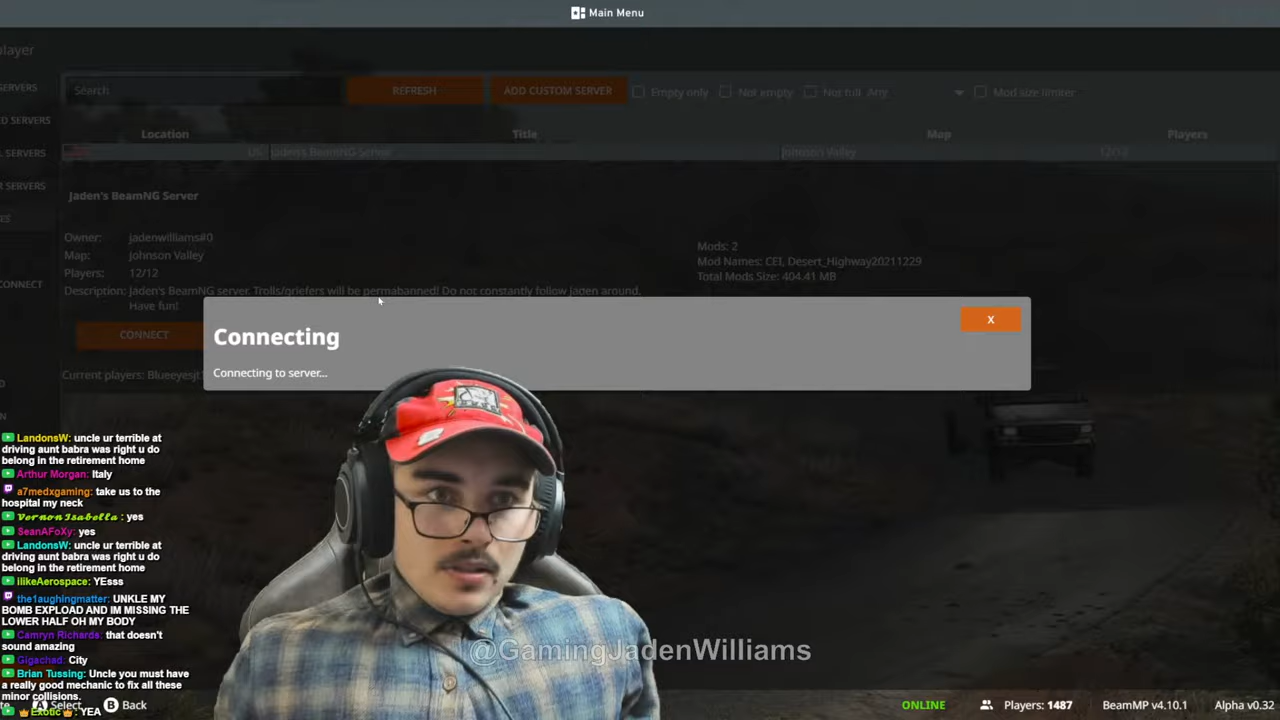 Main Menu
player
SERVERS
Search
REFRESH
ADD CUSTOM SERVER
Empty only
Not empty
Not full
Any
Mod size limiter
Location
Title
Map
Players
US
Jaden's BeamNG Server
Johnson Valley
12/12
Jaden's BeamNG Server
Owner: jadenwilliams#0
Map: Johnson Valley
Players: 12/12
Description: Jaden's BeamNG server. Trolls/griefers will be permabanned! Do not constantly follow jaden around.
Have fun!
Mods: 2
Mod Names: CEI, Desert_Highway20211229
Total Mods Size: 404.41 MB
CONNECT
Connecting
X
Connecting to server...
Current players: Blueeyesjt
LandonsW: uncle ur terrible at
driving aunt babra was right u do
belong in the retirement home
Arthur Morgan: Italy
a7medxgaming: take us to the
hospital my neck
Vernon Isabella: yes
SeanAFoXy: yes
LandonsW: uncle ur terrible at
driving aunt babra was right u do
belong in the retirement home
ilikeAerospace: YEsss
the1aughingmatter: UNKLE MY
BOMB EXPLOAD AND IM MISSING THE
LOWER HALF OH MY BODY
Camryn Richards: that doesn't
sound amazing
Gigachad: City
Brian Tussing: Uncle you must have
a really good mechanic to fix all these
minor collisions.
Exotic: YEA
A Select
B Back
@GamingJadenWilliams
ONLINE
Players: 1487
BeamMP v4.10.1
Alpha v0.32